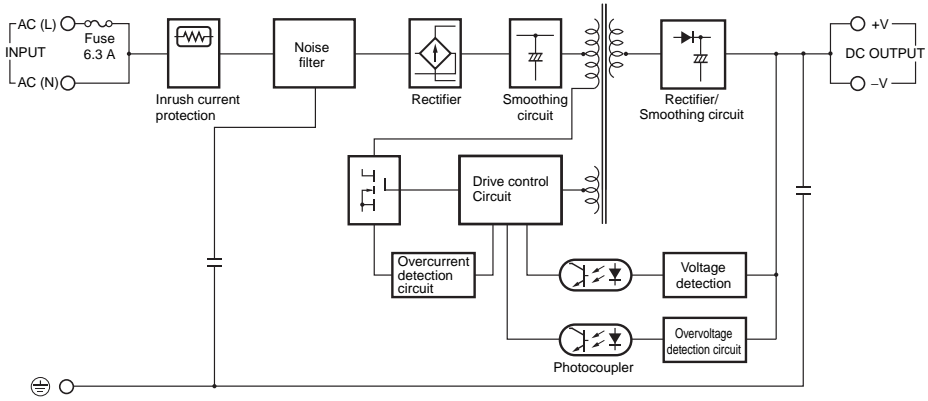 AC (L)
Fuse
6.3 A
INPUT
AC (N)
Inrush current
protection
Noise
filter
Rectifier
Smoothing
circuit
Rectifier/
Smoothing circuit
+V
DC OUTPUT
–V
Drive control
Circuit
Overcurrent
detection
circuit
Voltage
detection
Overvoltage
detection circuit
Photocoupler